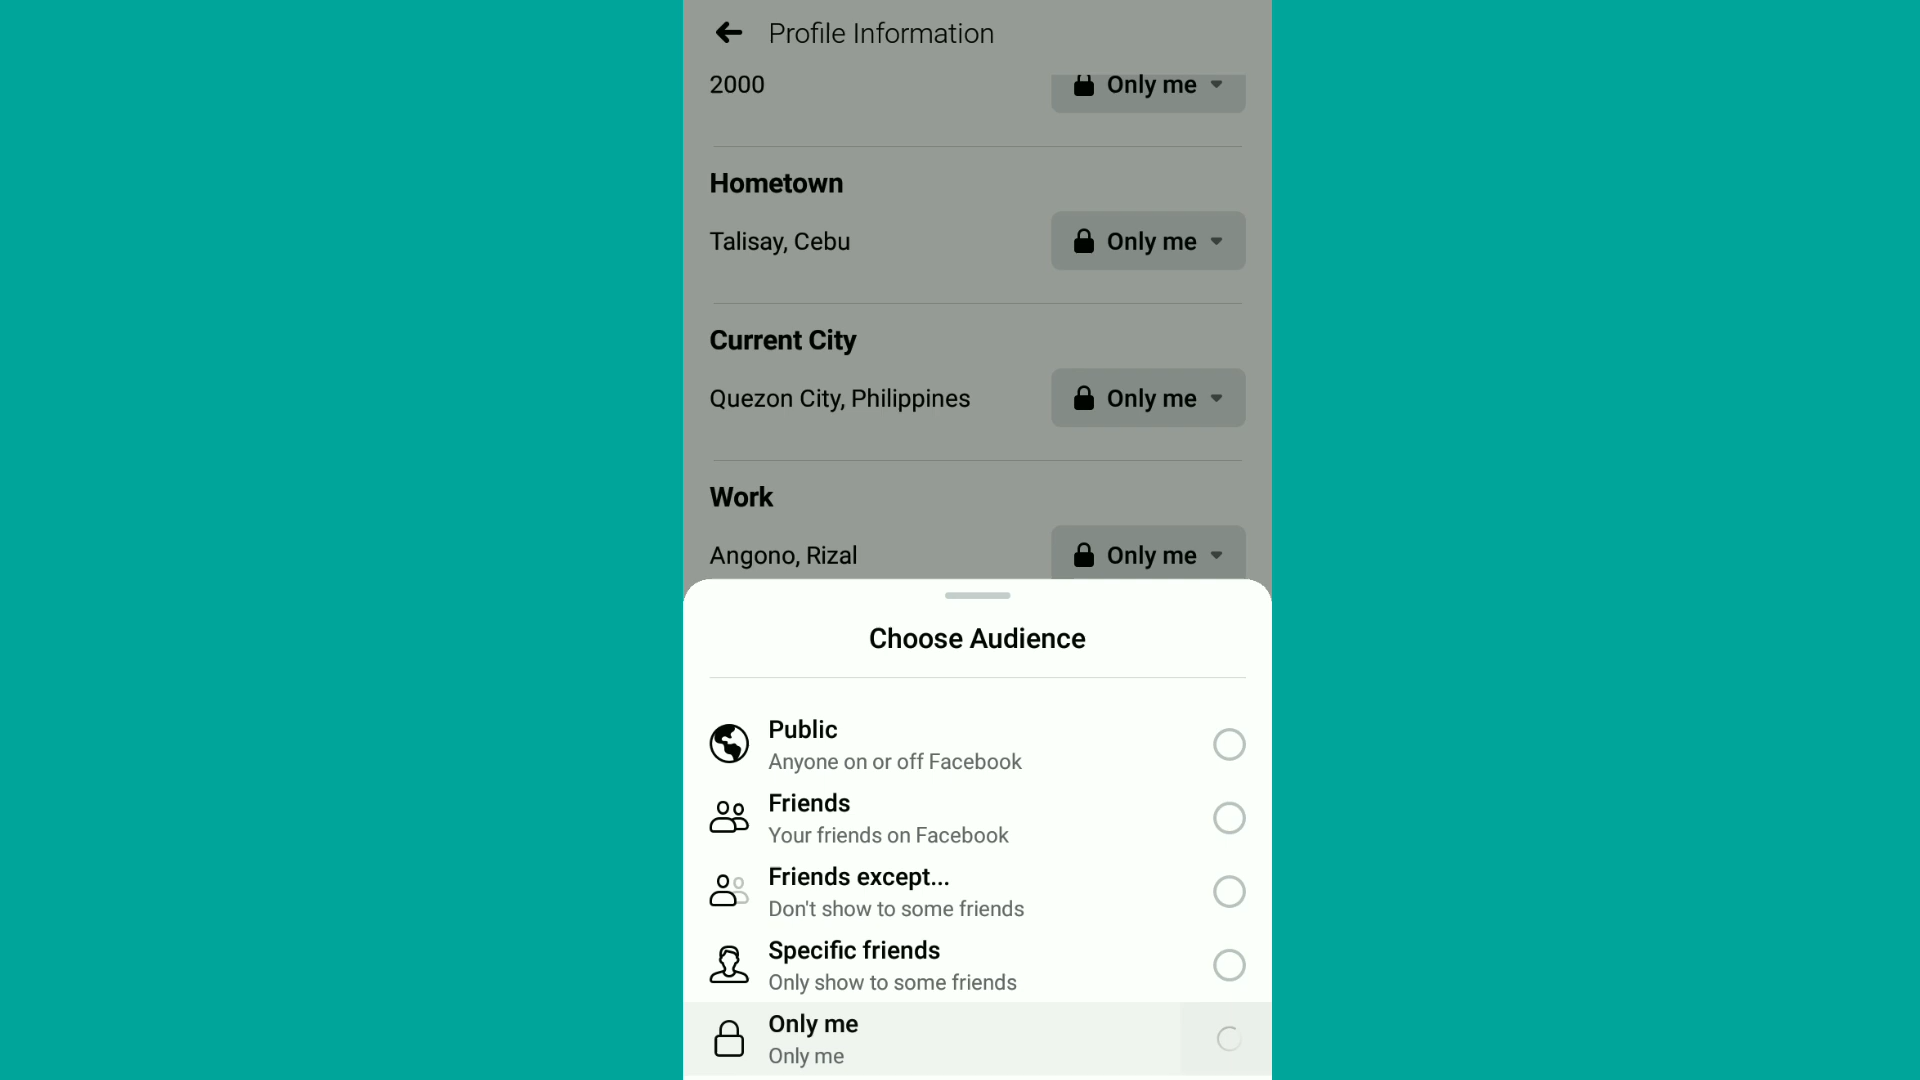 Profile Information
2000
Only me
Hometown
Talisay, Cebu
Only me
Current City
Quezon City, Philippines
Only me
Work
Angono, Rizal
Only me
Choose Audience
Public
Anyone on or off Facebook
Friends
Your friends on Facebook
Friends except...
Don't show to some friends
Specific friends
Only show to some friends
Only me
Only me